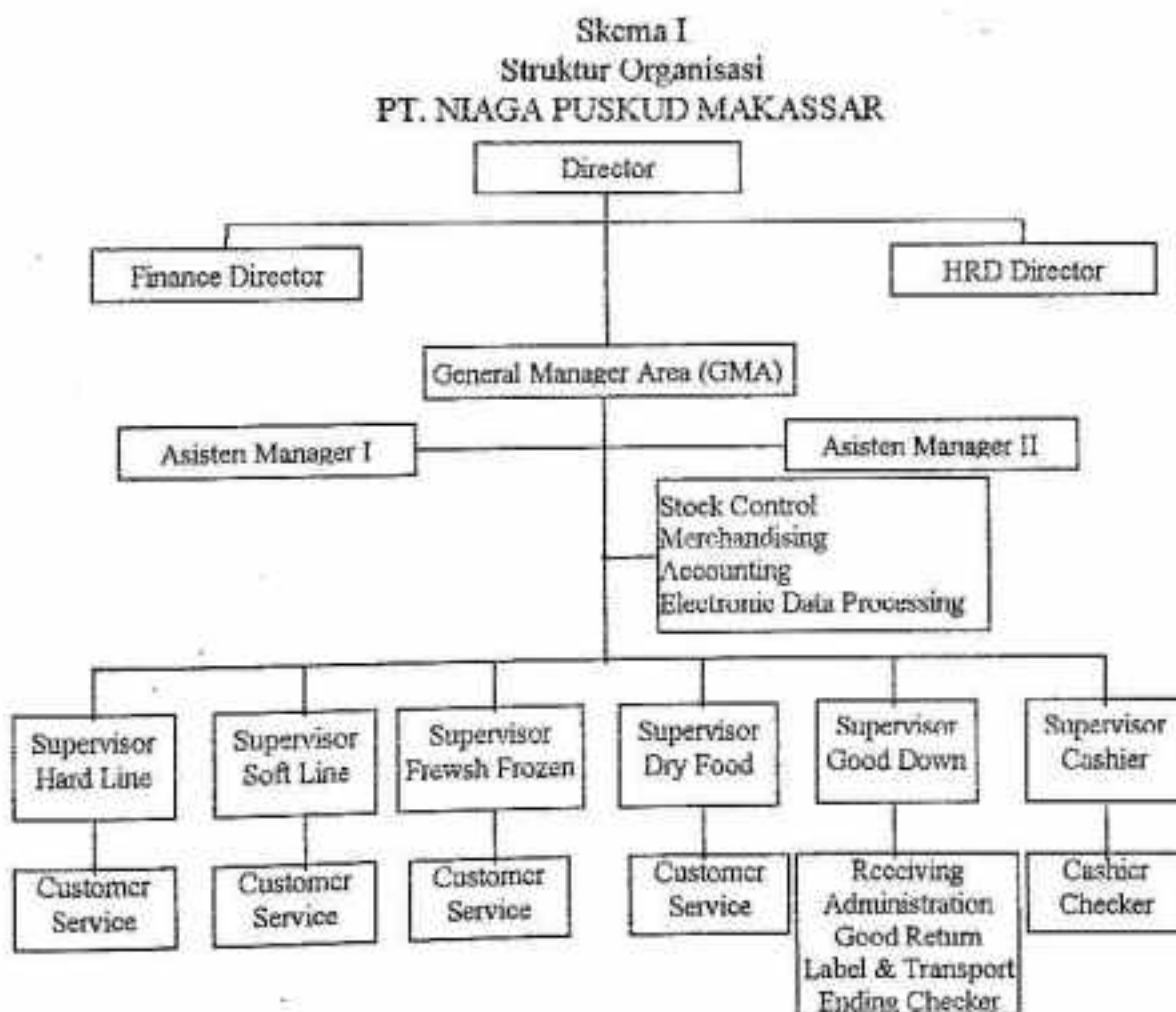 Skema I
Struktur Organisasi
PT. NIAGA PUSKUD MAKASSAR
Director
Finance Director
HRD Director
General Manager Area (GMA)
Asisten Manager I
Asisten Manager II
Stock Control
Merchandising
Accounting
Electronic Data Processing
Supervisor
Hard Line
Supervisor
Soft Line
Supervisor
Frewsh Frozen
Supervisor
Dry Food
Supervisor
Good Down
Supervisor
Cashier
Customer
Service
Customer
Service
Customer
Service
Customer
Service
Receiving
Administration
Good Return
Label & Transport
Ending Checker
Cashier
Checker